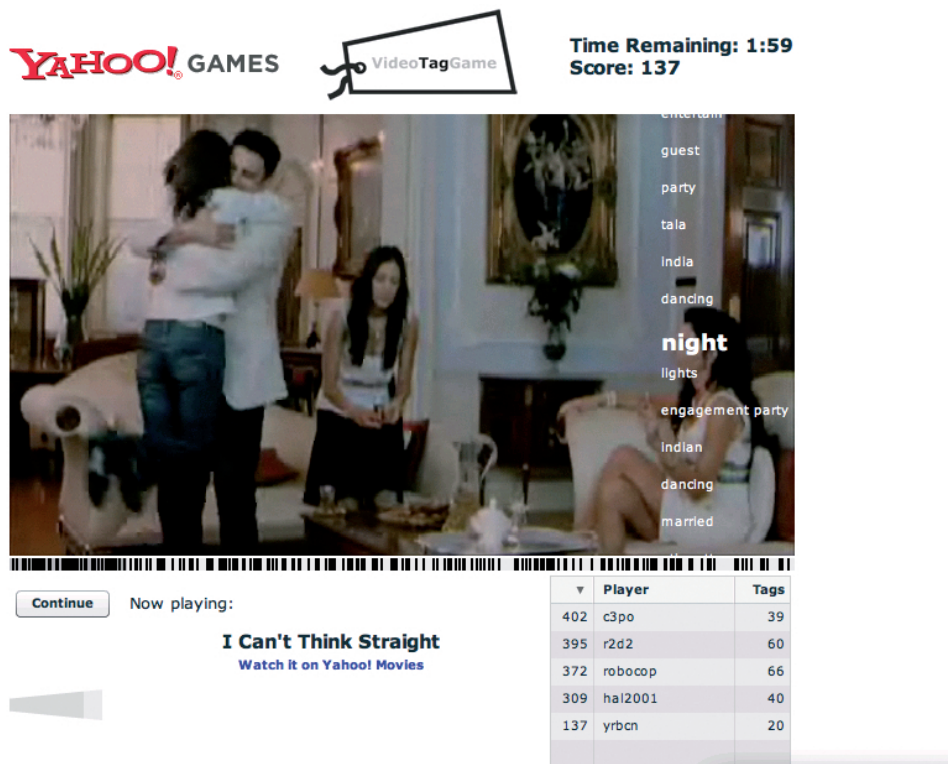 YAHOO! GAMES
VideoTagGame
Time Remaining: 1:59
Score: 137
entertain
guest
party
tala
india
dancing
night
lights
engagement party
indian
dancing
married
Continue
Now playing:
I Can't Think Straight
Watch it on Yahoo! Movies
▼ Player Tags
402 c3po 39
395 r2d2 60
372 robocop 66
309 hal2001 40
137 yrbcn 20